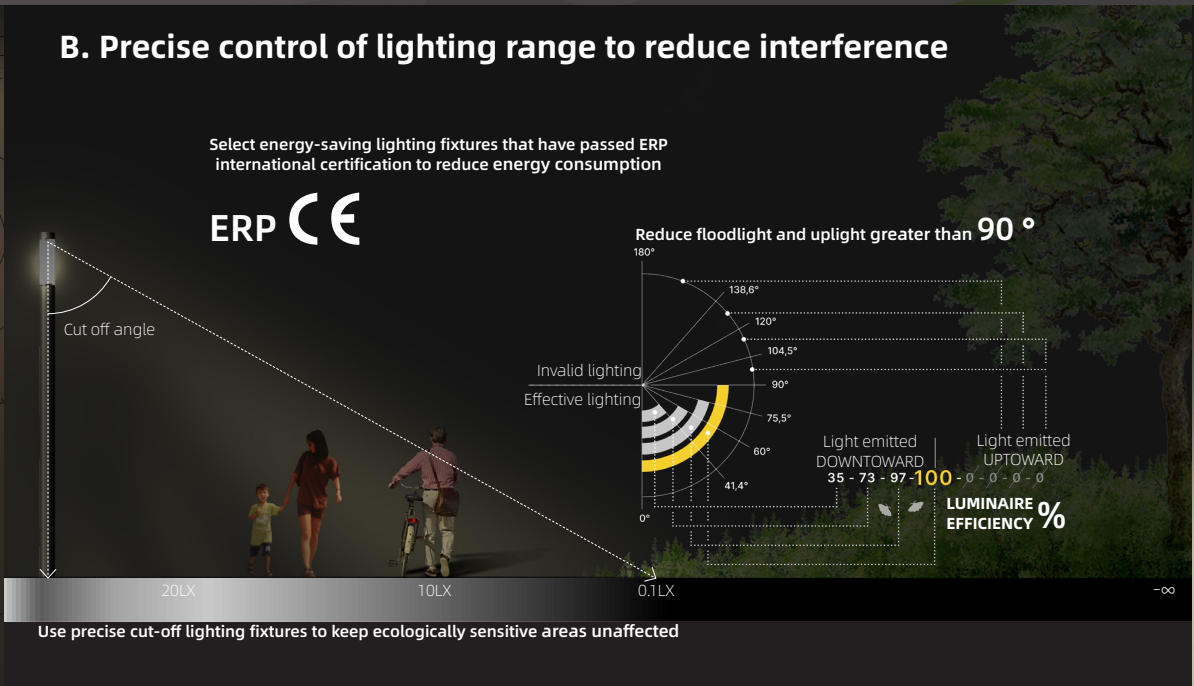 B. Precise control of lighting range to reduce interference
Select energy-saving lighting fixtures that have passed ERP
international certification to reduce energy consumption
ERP CE
Reduce floodlight and uplight greater than 90 °
180°
138,6°
120°
104,5°
Cut off angle
Invalid lighting
90°
Effective lighting
75,5°
60°
41,4°
0°
Light emitted
DOWNTOWARD
Light emitted
UPTOWARD
35 - 73 - 97-100 - 0 - 0 - 0 - 0
LUMINAIRE
EFFICIENCY %
20LX
10LX
0.1LX
-∞
Use precise cut-off lighting fixtures to keep ecologically sensitive areas unaffected